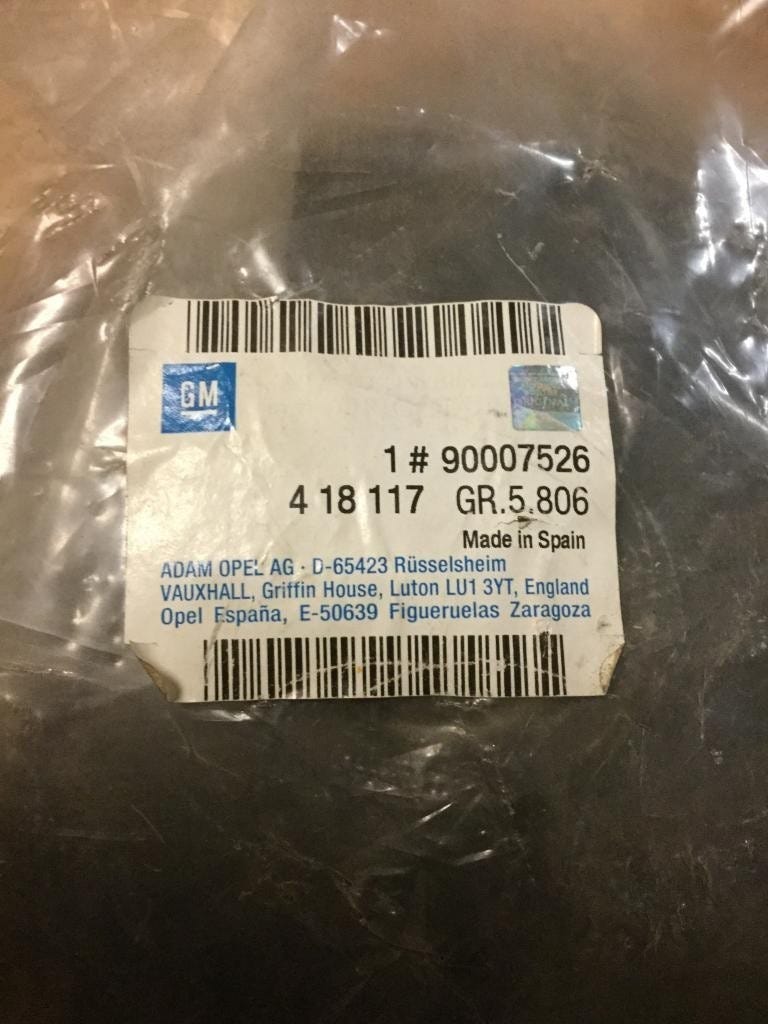 GM
1 # 90007526
4 18 117 GR.5.806
Made in Spain
ADAM OPEL AG · D-65423 Rüsselsheim
VAUXHALL, Griffin House, Luton LU1 3YT, England
Opel España, E-50639 Figueruelas Zaragoza